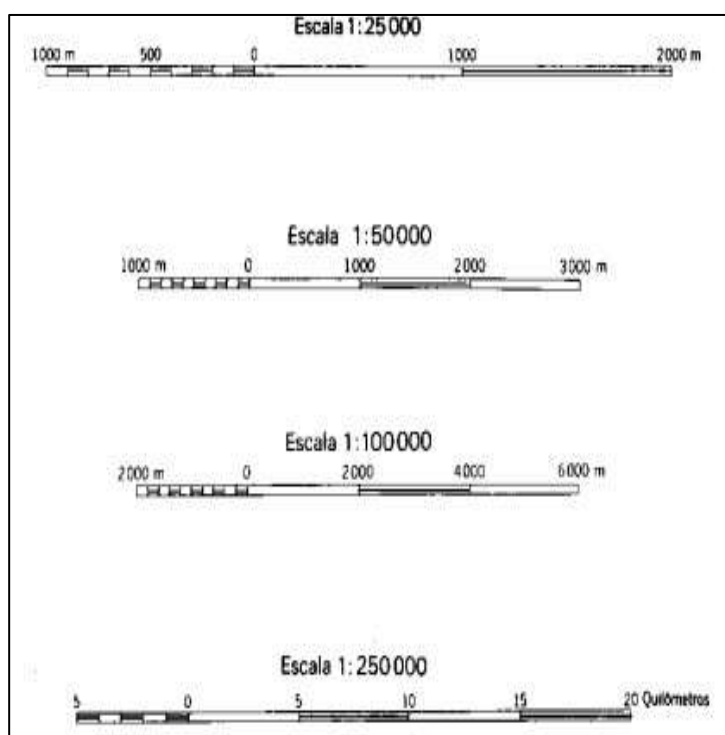 Escala 1:25000
1000 m 500 0 1000 2000 m
Escala 1:50000
1000 m 0 1000 2000 3000 m
Escala 1:100000
2000 m 0 2000 4000 6000 m
Escala 1:250000
5 0 5 10 15 20 Quilômetros